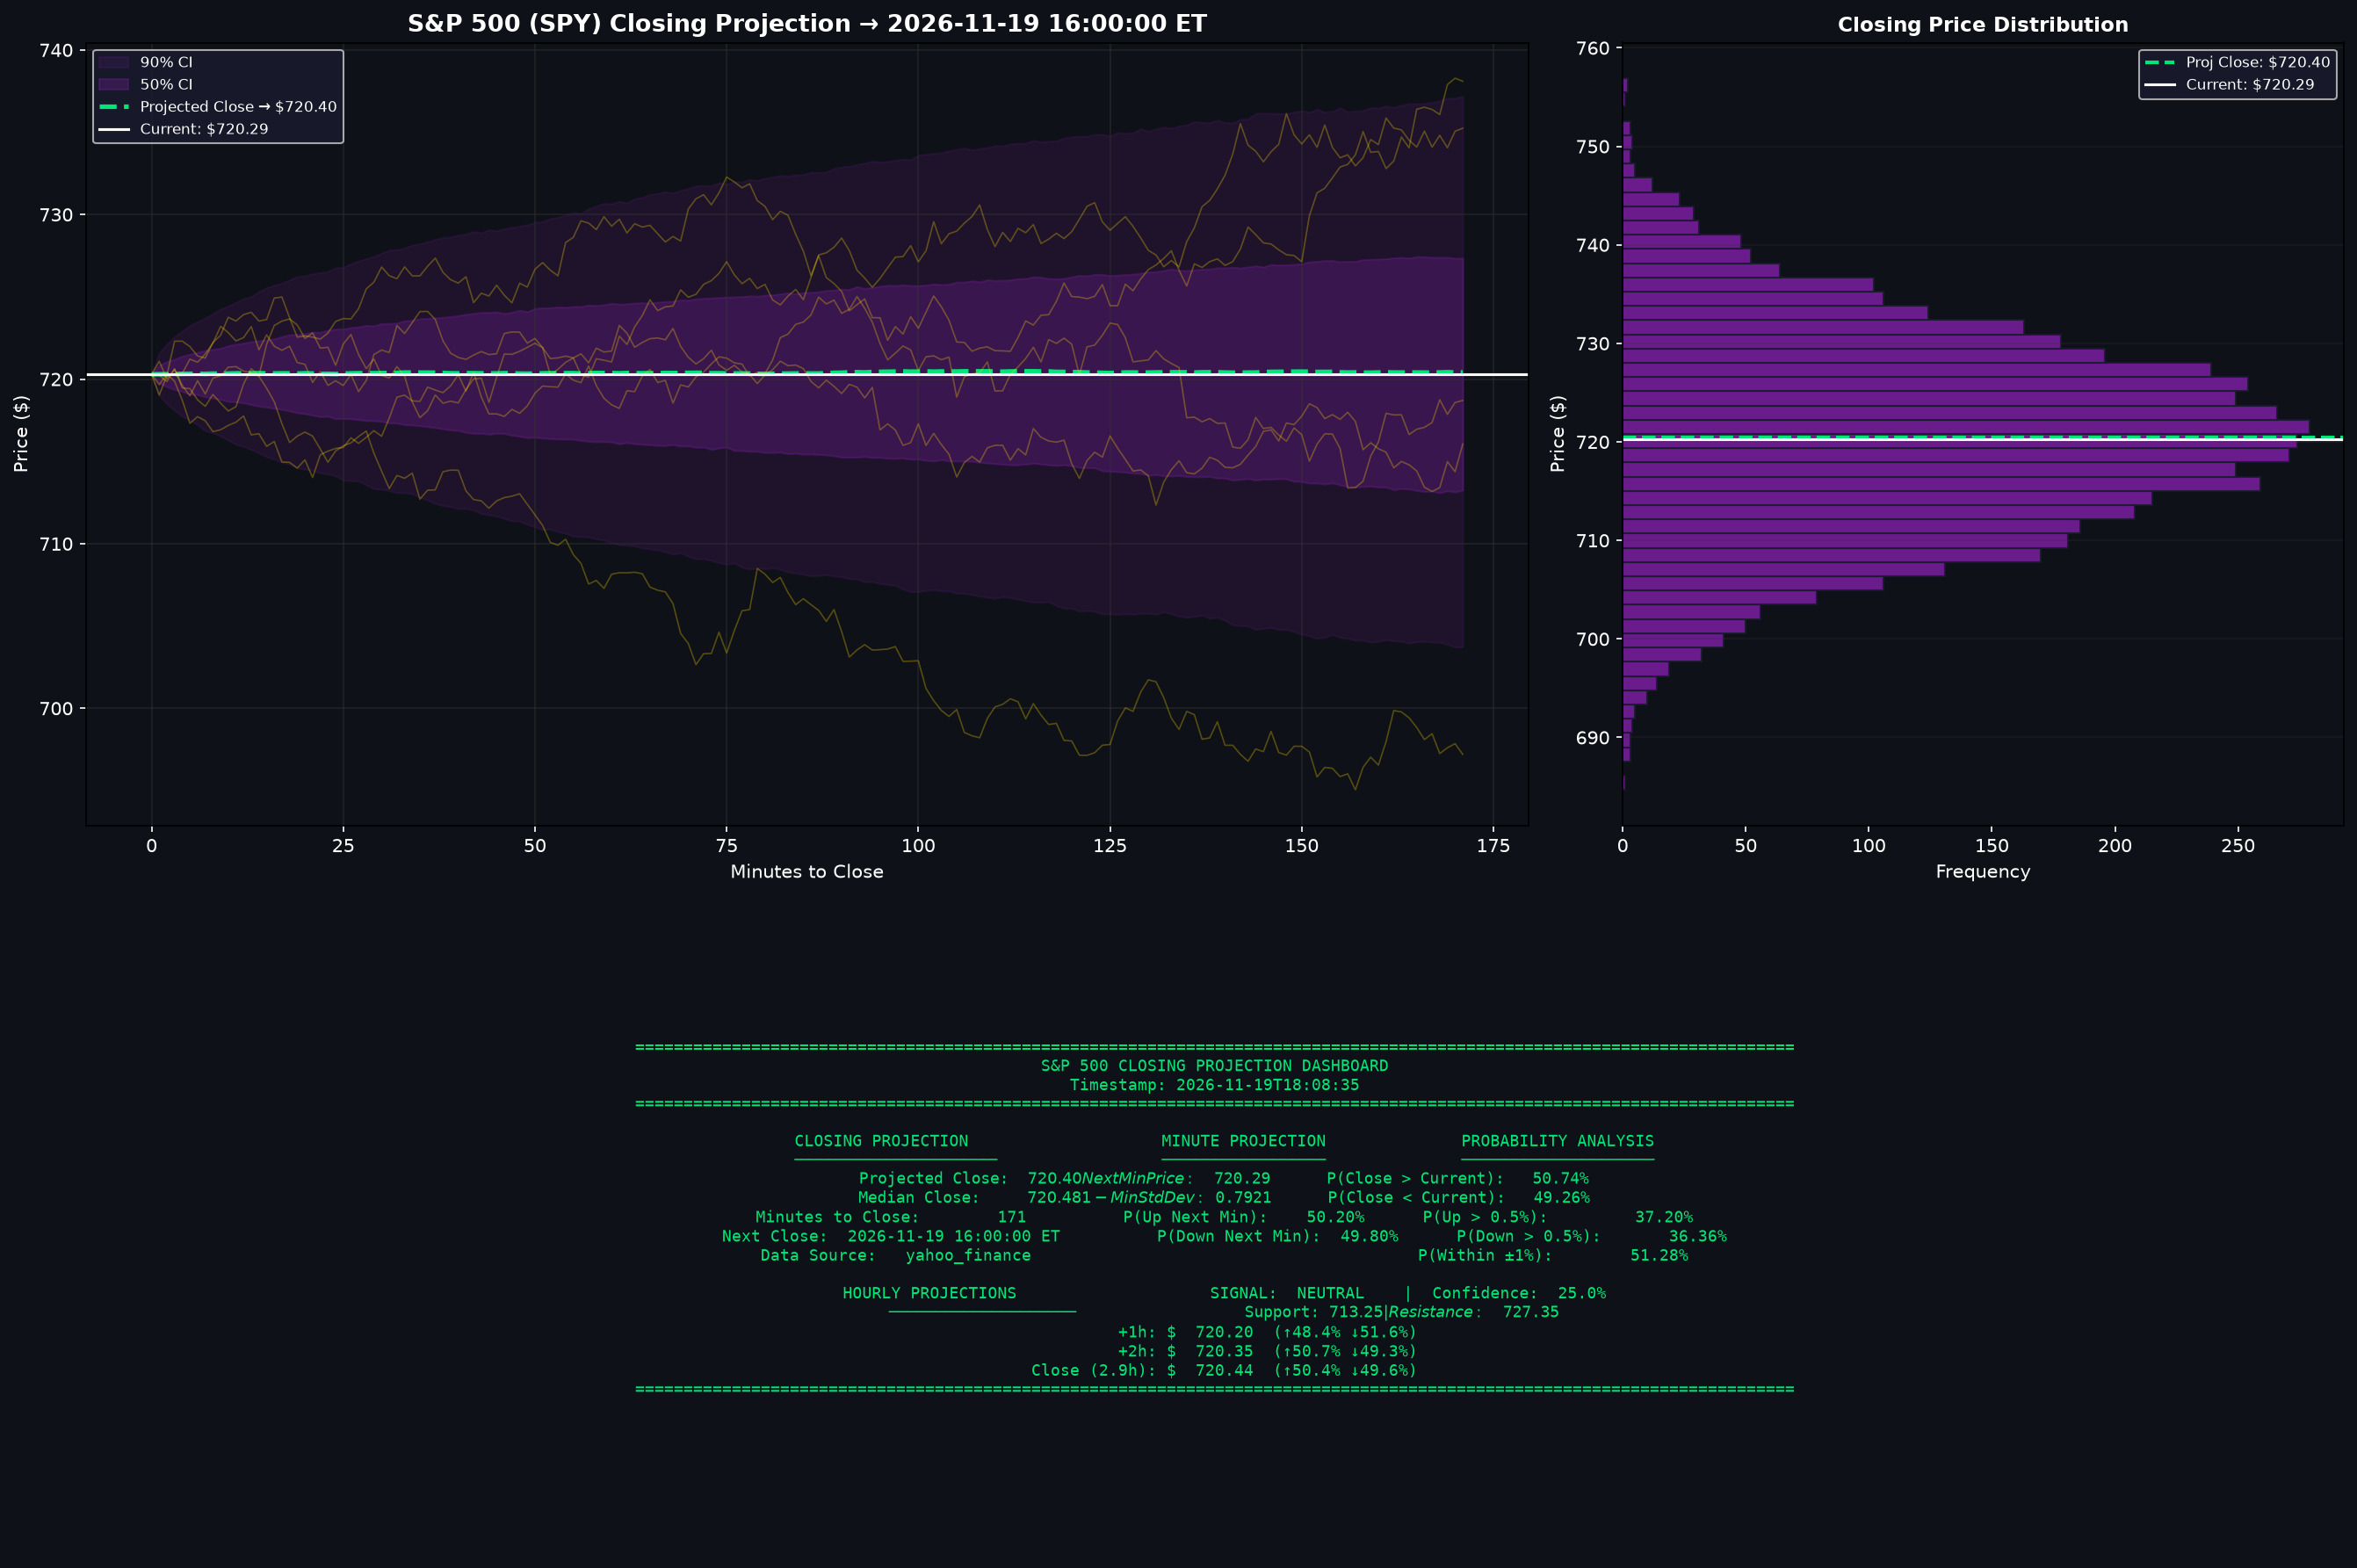 S&P 500 (SPY) Closing Projection → 2026-11-19 16:00:00 ET
90% CI
50% CI
Projected Close → $720.40
Current: $720.29
Price ($)
740
730
720
710
700
0 25 50 75 100 125 150 175
Minutes to Close
Closing Price Distribution
Proj Close: $720.40
Current: $720.29
Price ($)
760
750
740
730
720
710
700
690
0 50 100 150 200 250
Frequency
S&P 500 CLOSING PROJECTION DASHBOARD
Timestamp: 2026-11-19T18:08:35
CLOSING PROJECTION MINUTE PROJECTION PROBABILITY ANALYSIS
Projected Close: 720.40NextMinPrice: 720.29 P(Close > Current): 50.74%
Median Close: 720.481-MinStdDev: 0.7921 P(Close < Current): 49.26%
Minutes to Close: 171 P(Up Next Min): 50.20% P(Up > 0.5%): 37.20%
Next Close: 2026-11-19 16:00:00 ET P(Down Next Min): 49.80% P(Down > 0.5%): 36.36%
Data Source: yahoo_finance P(Within ±1%): 51.28%
HOURLY PROJECTIONS SIGNAL: NEUTRAL | Confidence: 25.0%
Support: 713.25|Resistance: 727.35
+1h: $ 720.20 (↑48.4% ↓51.6%)
+2h: $ 720.35 (↑50.7% ↓49.3%)
Close (2.9h): $ 720.44 (↑50.4% ↓49.6%)